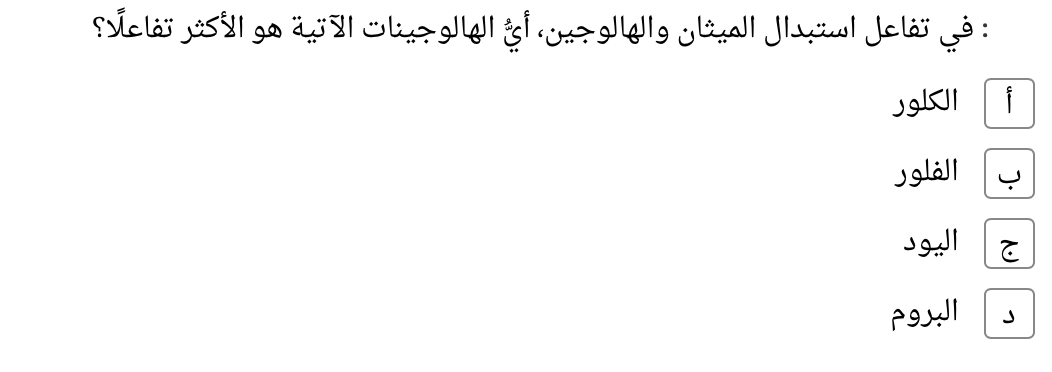 : في تفاعل استبدال الميثان والهالوجين، أيُّ الهالوجينات الآتية هو الأكثر تفاعلًا؟
أ الكلور
ب الفلور
ج اليود
د البروم